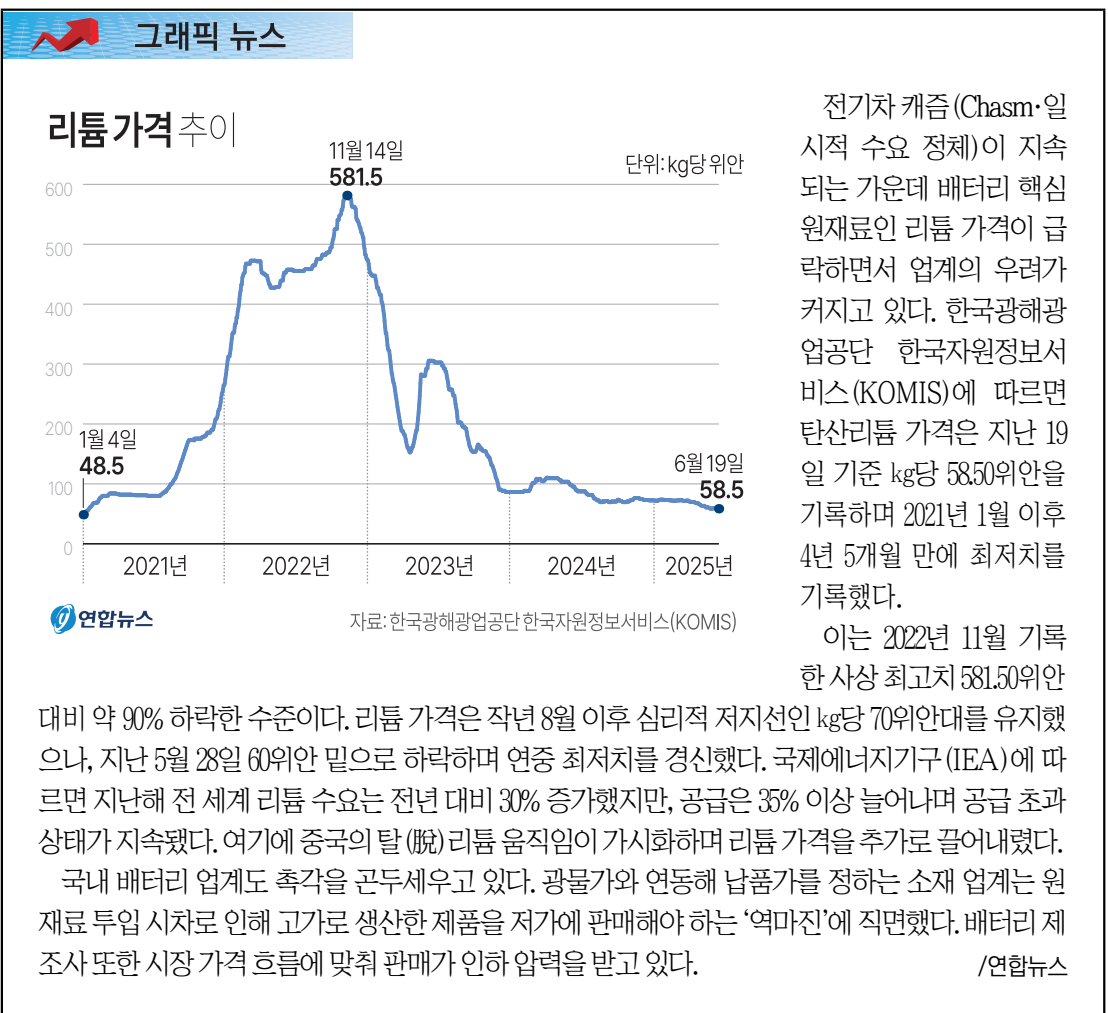 그래픽 뉴스
리튬 가격 추이
단위: kg당 위안
11월 14일
581.5
600
500
400
300
200
100
0
1월 4일
48.5
6월 19일
58.5
2021년
2022년
2023년
2024년
2025년
연합뉴스
자료: 한국광해광업공단 한국자원정보서비스(KOMIS)
전기차 캐즘(Chasm·일
시적 수요 정체)이 지속
되는 가운데 배터리 핵심
원재료인 리튬 가격이 급
락하면서 업계의 우려가
커지고 있다. 한국광해광
업공단 한국자원정보서
비스(KOMIS)에 따르면
탄산리튬 가격은 지난 19
일 기준 kg당 58.50위안을
기록하며 2021년 1월 이후
4년 5개월 만에 최저치를
기록했다.
이는 2022년 11월 기록
한 사상 최고치 581.50위안
대비 약 90% 하락한 수준이다. 리튬 가격은 작년 8월 이후 심리적 저지선인 kg당 70위안대를 유지했
으나, 지난 5월 28일 60위안 밑으로 하락하며 연중 최저치를 경신했다. 국제에너지기구(IEA)에 따
르면 지난해 전 세계 리튬 수요는 전년 대비 30% 증가했지만, 공급은 35% 이상 늘어나며 공급 초과
상태가 지속됐다. 여기에 중국의 탈(脫)리튬 움직임이 가시화하며 리튬 가격을 추가로 끌어내렸다.
국내 배터리 업계도 촉각을 곤두세우고 있다. 광물가와 연동해 납품가를 정하는 소재 업계는 원
재료 투입 시차로 인해 고가로 생산한 제품을 저가에 판매해야 하는 ‘역마진’에 직면했다. 배터리 제
조사 또한 시장 가격 흐름에 맞춰 판매가 인하 압력을 받고 있다.
/연합뉴스